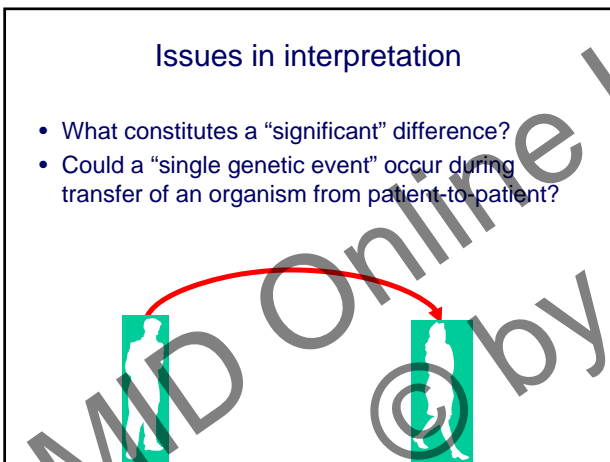 Issues in interpretation
• What constitutes a “significant” difference?
• Could a “single genetic event” occur during
transfer of an organism from patient-to-patient?
MID Online
© by